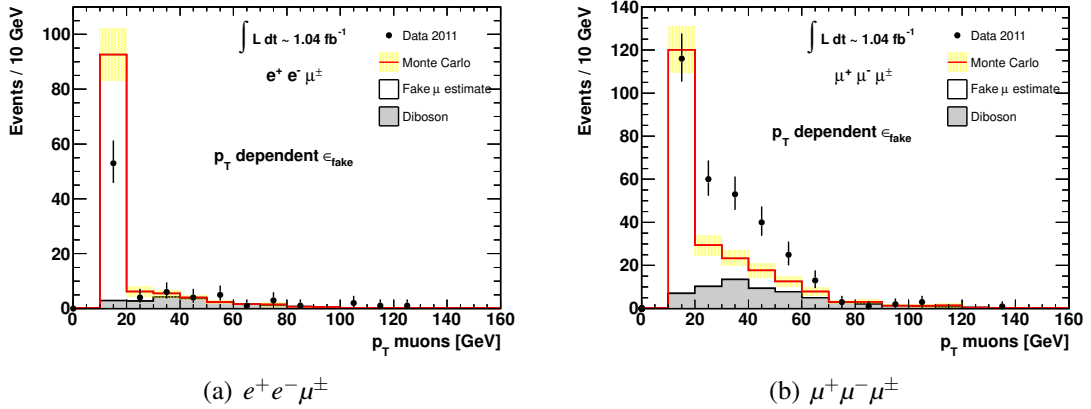 Events / 10 GeV
100
80
60
40
20
0
0 20 40 60 80 100 120 140 160
p_T muons [GeV]
∫ L dt ~ 1.04 fb⁻¹
e⁺ e⁻ μ±
p_T dependent ϵ_fake
Data 2011
Monte Carlo
Fake μ estimate
Diboson
(a) e⁺e⁻μ±
Events / 10 GeV
140
120
100
80
60
40
20
0
0 20 40 60 80 100 120 140 160
p_T muons [GeV]
∫ L dt ~ 1.04 fb⁻¹
μ⁺ μ⁻ μ±
p_T dependent ϵ_fake
Data 2011
Monte Carlo
Fake μ estimate
Diboson
(b) μ⁺μ⁻μ±